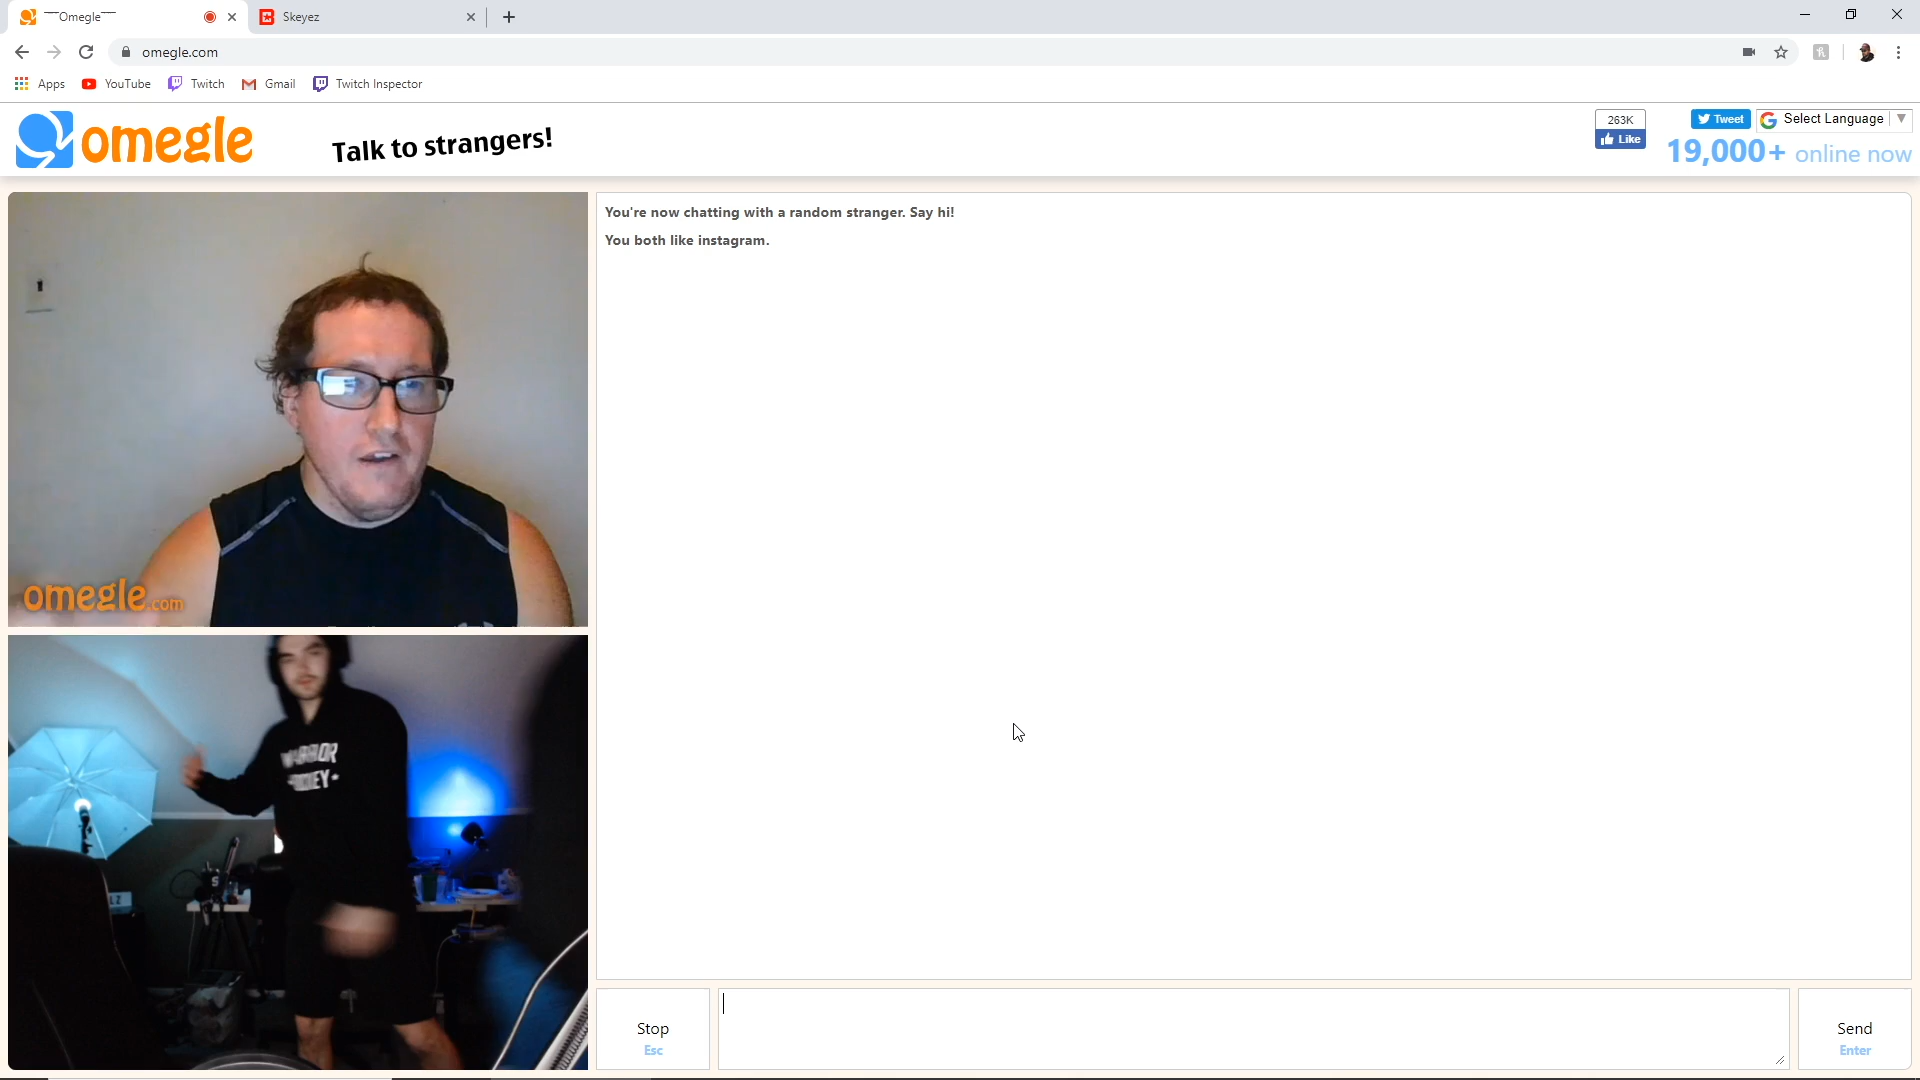 Omegle
Skeyez
omegle.com
Apps
YouTube
Twitch
Gmail
Twitch Inspector
omegle
Talk to strangers!
263K
Like
Tweet
Select Language
19,000+ online now
You're now chatting with a random stranger. Say hi!
You both like instagram.
omegle.com
WARRIOR
Stop
Esc
Send
Enter